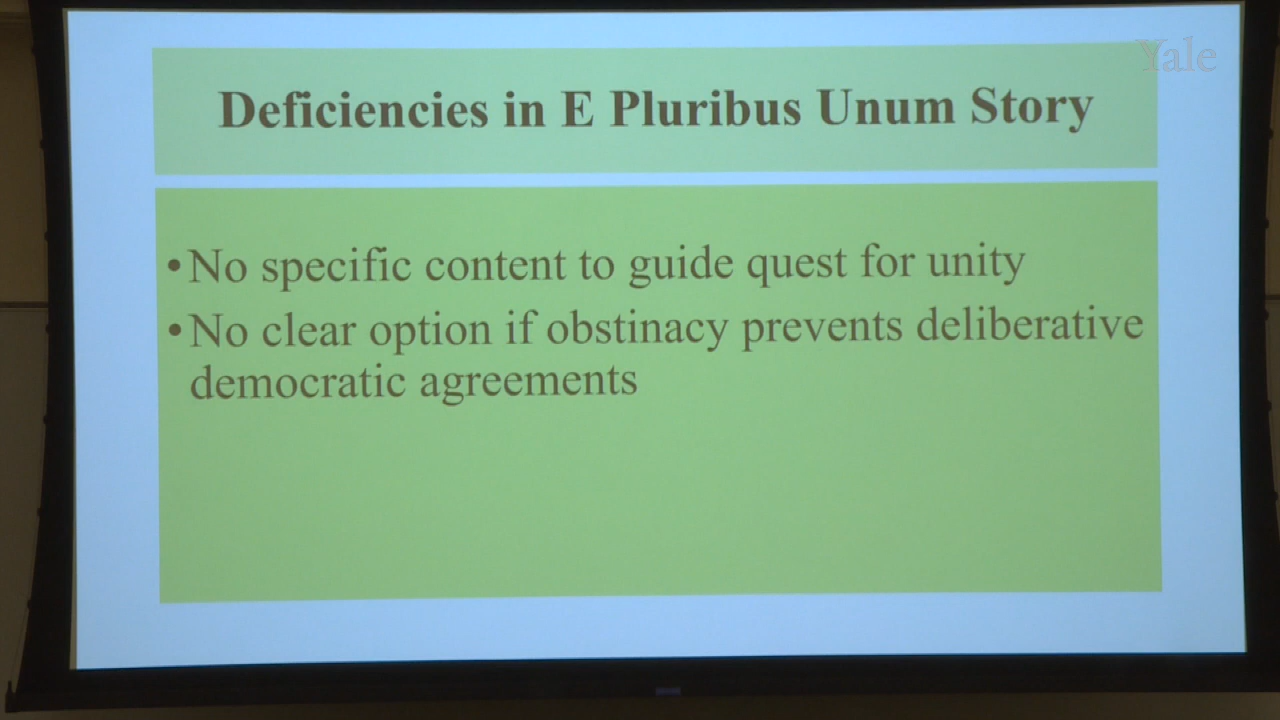 Yale
Deficiencies in E Pluribus Unum Story
•No specific content to guide quest for unity
•No clear option if obstinacy prevents deliberative
democratic agreements